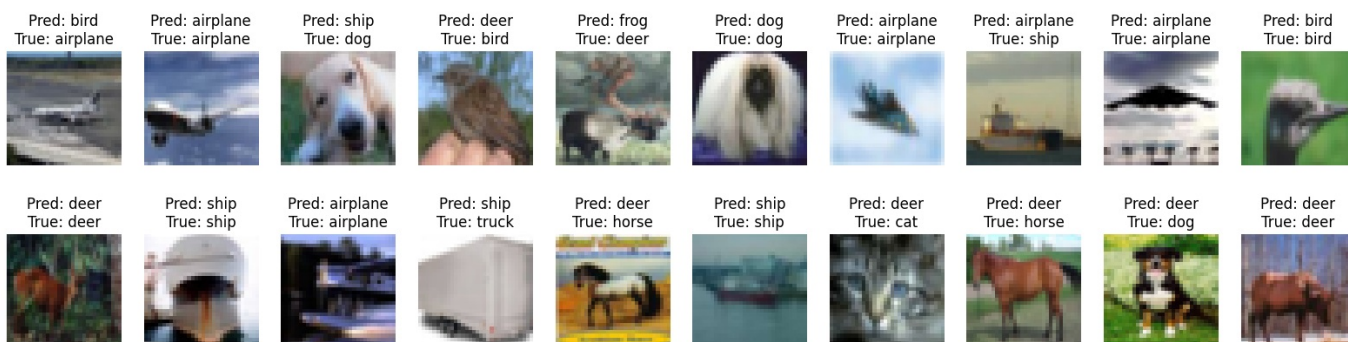 Pred: bird
True: airplane
Pred: airplane
True: airplane
Pred: ship
True: dog
Pred: deer
True: bird
Pred: frog
True: deer
Pred: dog
True: dog
Pred: airplane
True: airplane
Pred: airplane
True: ship
Pred: airplane
True: airplane
Pred: bird
True: bird
Pred: deer
True: deer
Pred: ship
True: ship
Pred: airplane
True: airplane
Pred: ship
True: truck
Pred: deer
True: horse
Pred: ship
True: ship
Pred: deer
True: cat
Pred: deer
True: horse
Pred: deer
True: dog
Pred: deer
True: deer